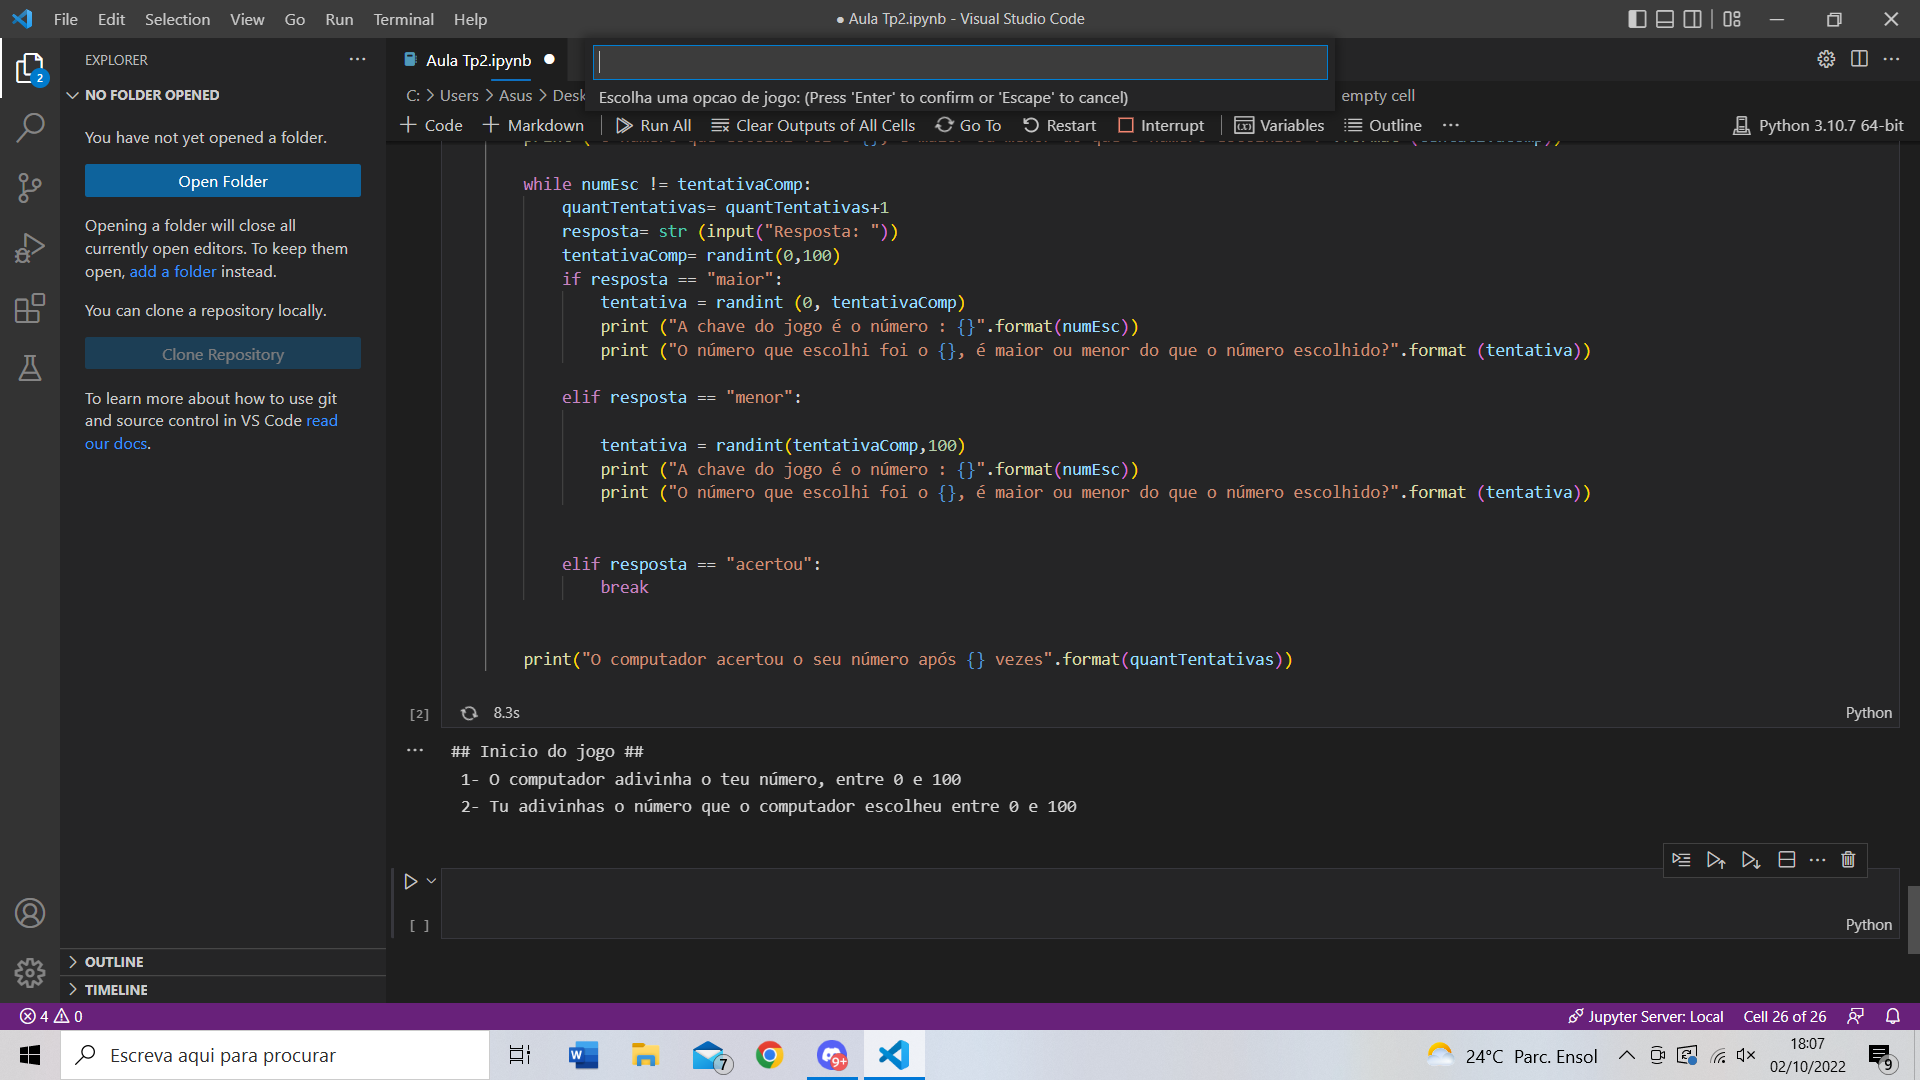 File Edit Selection View Go Run Terminal Help
● Aula Tp2.ipynb - Visual Studio Code
EXPLORER
Aula Tp2.ipynb
NO FOLDER OPENED
C: > Users > Asus > Desk
Escolha uma opcao de jogo: (Press 'Enter' to confirm or 'Escape' to cancel)
empty cell
+ Code + Markdown Run All Clear Outputs of All Cells Go To Restart Interrupt Variables Outline ... Python 3.10.7 64-bit
You have not yet opened a folder.
Open Folder
Opening a folder will close all
currently open editors. To keep them
open, add a folder instead.
You can clone a repository locally.
Clone Repository
To learn more about how to use git
and source control in VS Code read
our docs.
OUTLINE
TIMELINE
while numEsc != tentativaComp:
quantTentativas= quantTentativas+1
resposta= str (input("Resposta: "))
tentativaComp= randint(0,100)
if resposta == "maior":
tentativa = randint (0, tentativaComp)
print ("A chave do jogo é o número : {}".format(numEsc))
print ("O número que escolhi foi o {}, é maior ou menor do que o número escolhido?".format (tentativa))
elif resposta == "menor":
tentativa = randint(tentativaComp,100)
print ("A chave do jogo é o número : {}".format(numEsc))
print ("O número que escolhi foi o {}, é maior ou menor do que o número escolhido?".format (tentativa))
elif resposta == "acertou":
break
print("O computador acertou o seu número após {} vezes".format(quantTentativas))
[2] 8.3s Python
## Inicio do jogo ##
1- O computador adivinha o teu número, entre 0 e 100
2- Tu adivinhas o número que o computador escolheu entre 0 e 100
[ ] Python
4 0 Jupyter Server: Local Cell 26 of 26
Escreva aqui para procurar
7
9+
24°C Parc. Ensol
18:07
02/10/2022
9
2